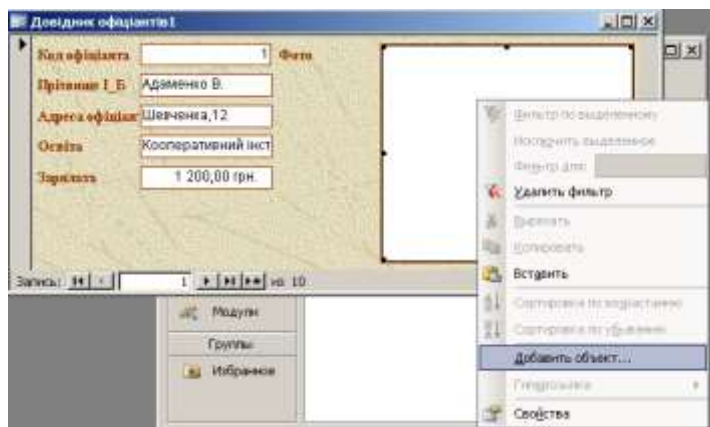 Довідник офіціантів1
Код офіціанта 1 Фото
Прізвище І_Б Адаменко В.
Адреса офіціан Шевченка,12
Освіта Кооперативний інст
Зарплата 1 200,00 грн.
Запись: 1 из 10
Модули
Группы
Избранное
Фильтр по выделенному
Исключить выделенное
Фильтр для:
Удалить фильтр
Вырезать
Копировать
Вставить
Сортировка по возрастанию
Сортировка по убыванию
Добавить объект...
Гиперссылка
Свойства